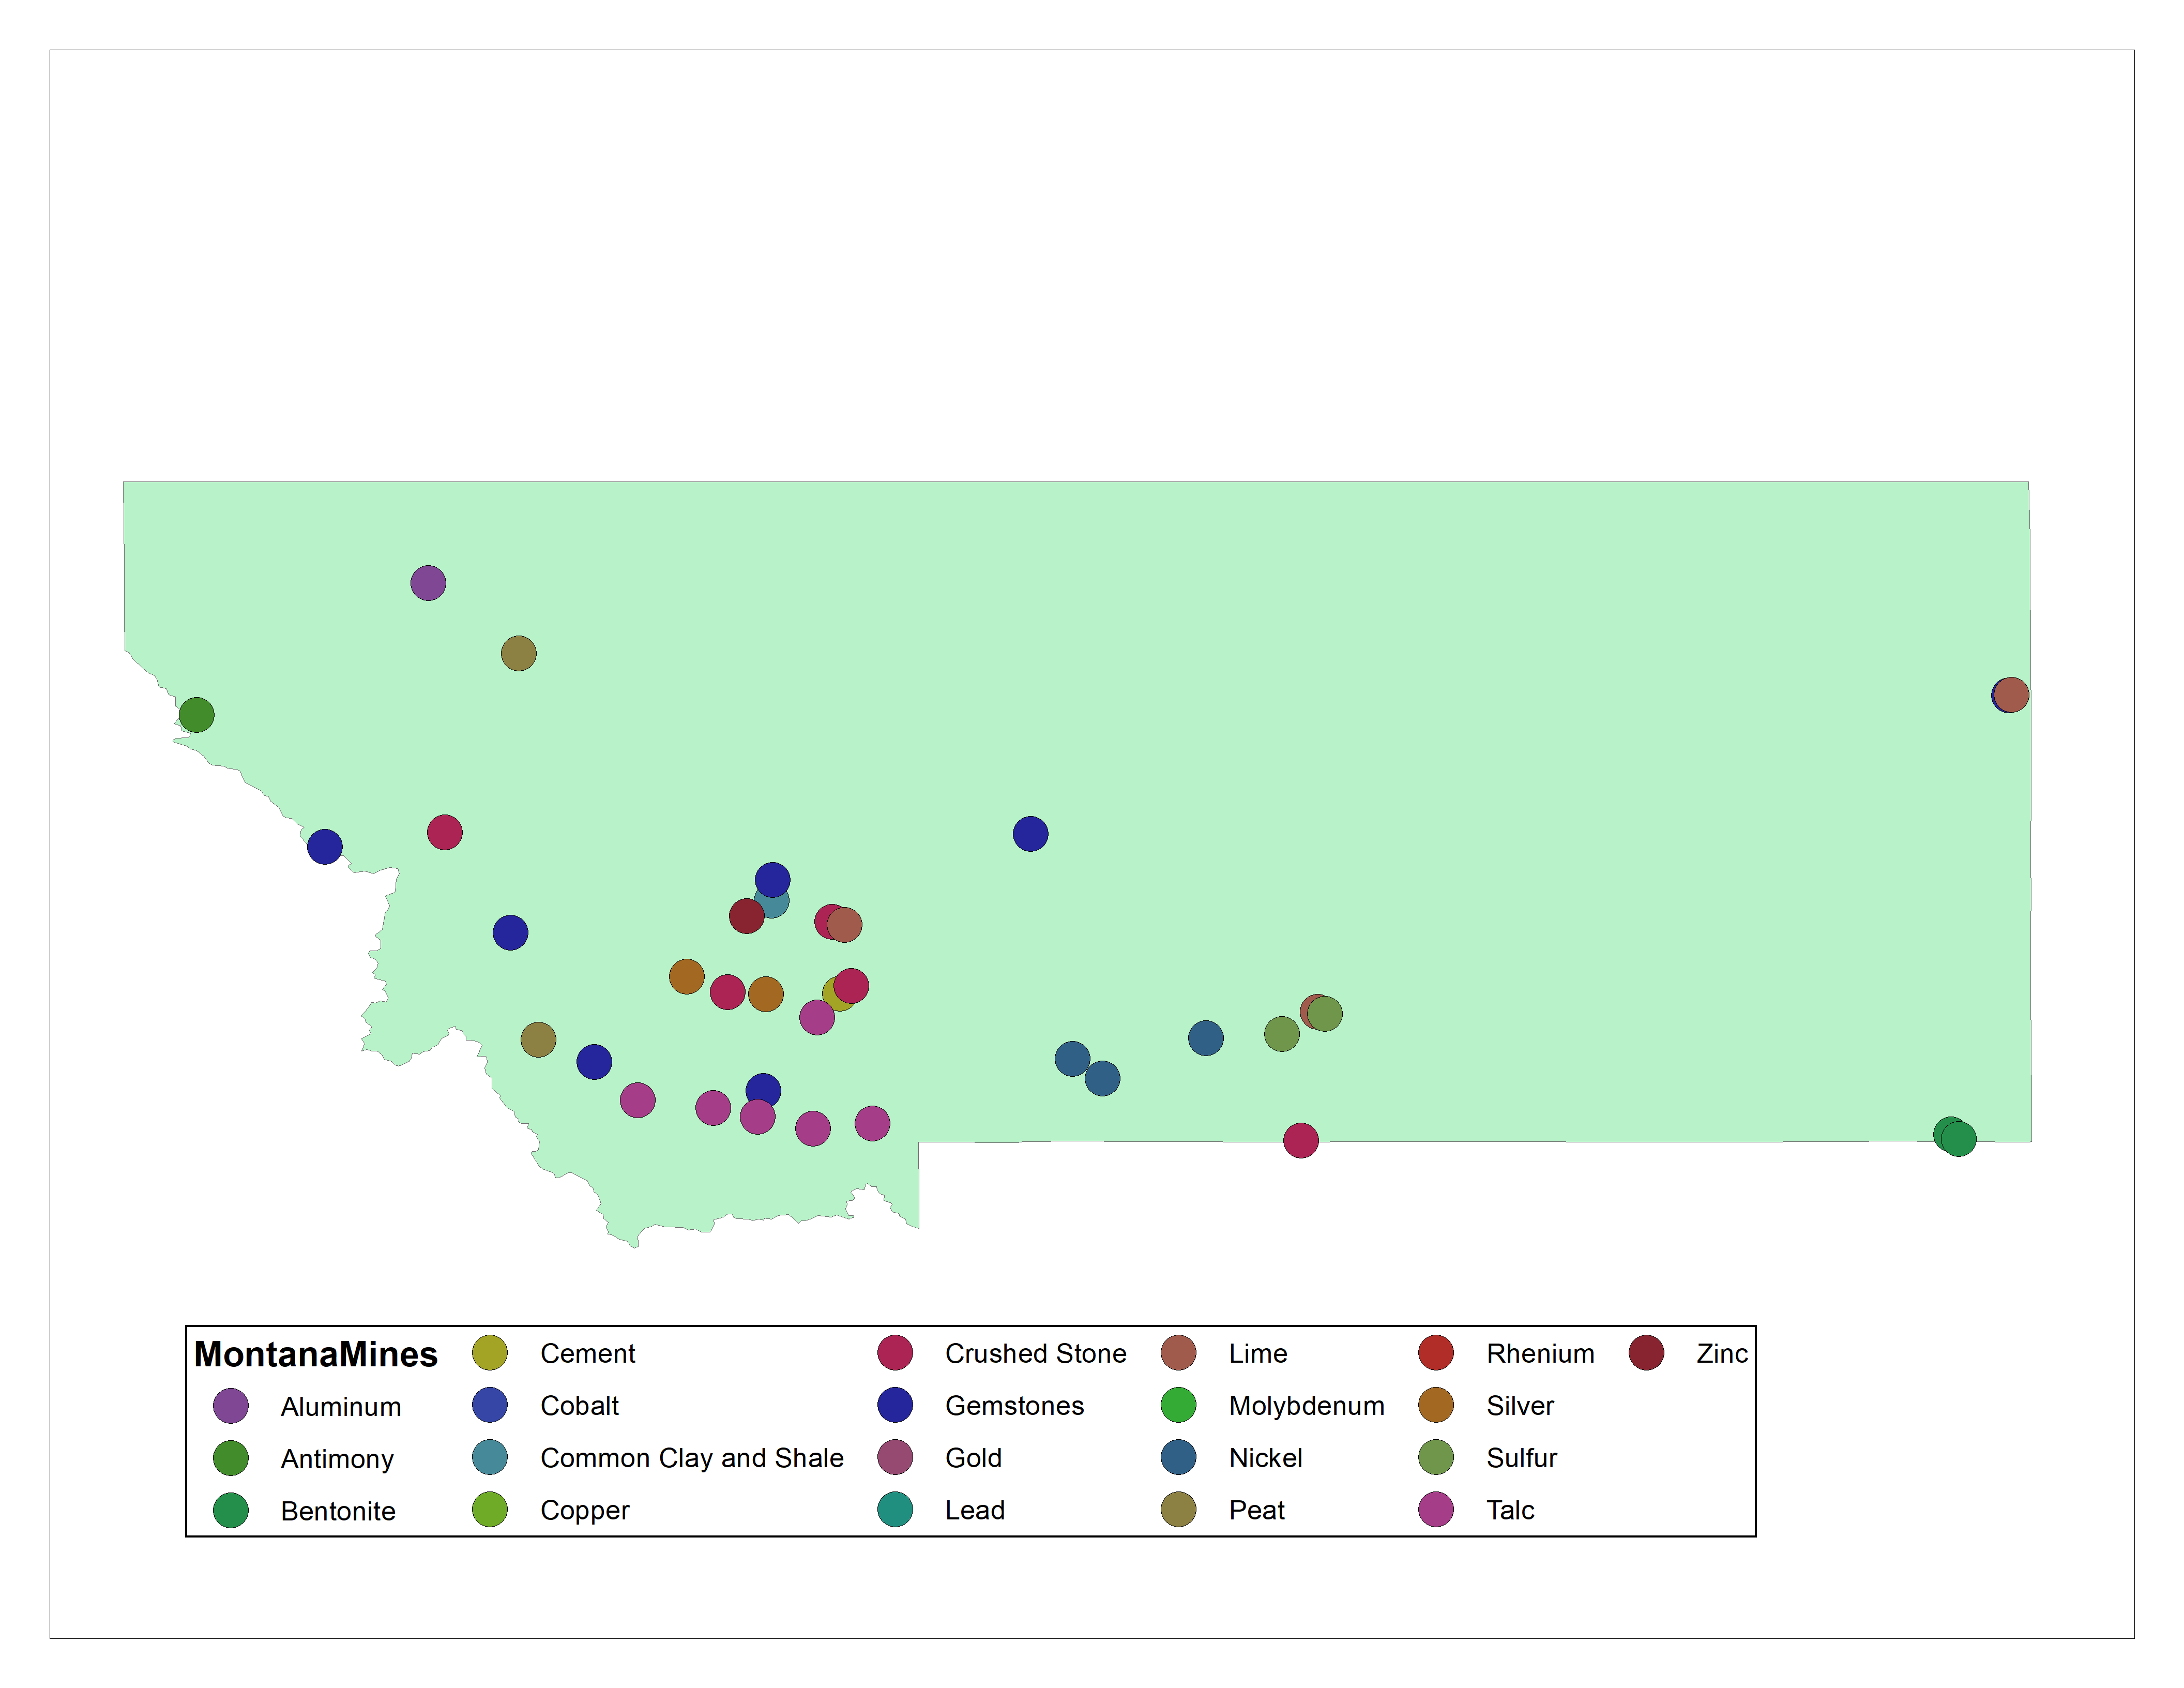 MontanaMines
Aluminum
Antimony
Bentonite
Cement
Cobalt
Common Clay and Shale
Copper
Crushed Stone
Gemstones
Gold
Lead
Lime
Molybdenum
Nickel
Peat
Rhenium
Silver
Sulfur
Talc
Zinc